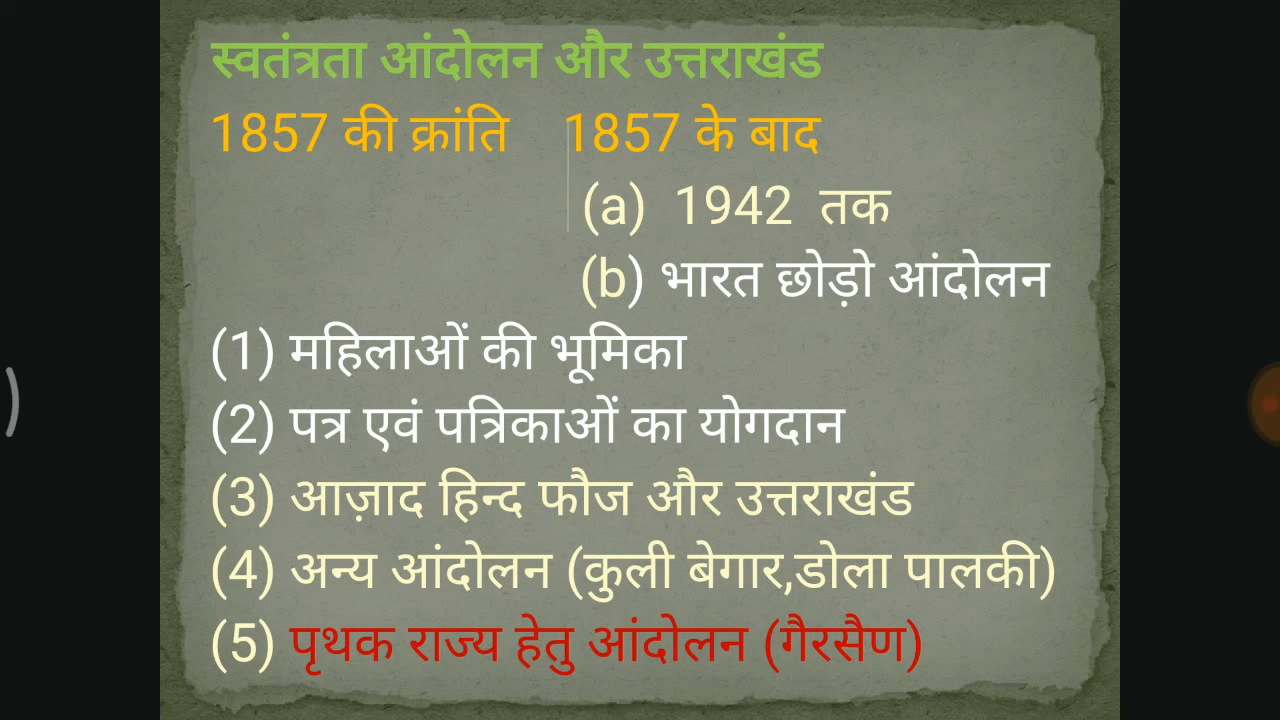 स्वतंत्रता आंदोलन और उत्तराखंड
1857 की क्रांति 1857 के बाद
(a) 1942 तक
(b) भारत छोड़ो आंदोलन
(1) महिलाओं की भूमिका
(2) पत्र एवं पत्रिकाओं का योगदान
(3) आज़ाद हिन्द फौज और उत्तराखंड
(4) अन्य आंदोलन (कुली बेगार,डोला पालकी)
(5) पृथक राज्य हेतु आंदोलन (गैरसैण)